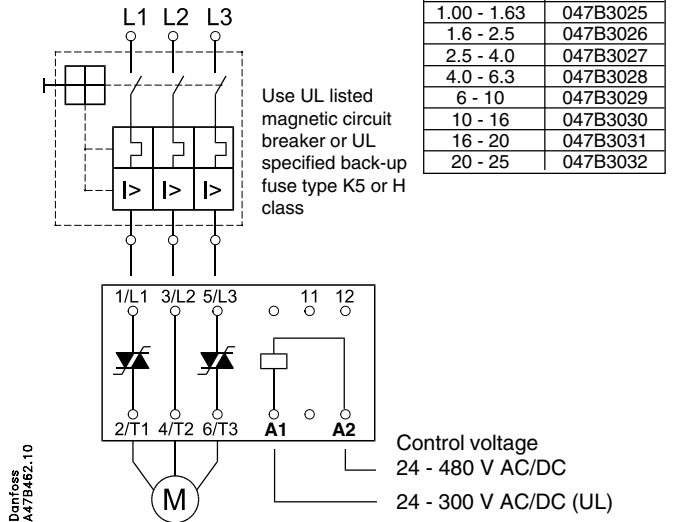 L1 L2 L3
1.00 - 1.63 047B3025
1.6 - 2.5 047B3026
2.5 - 4.0 047B3027
4.0 - 6.3 047B3028
6 - 10 047B3029
10 - 16 047B3030
16 - 20 047B3031
20 - 25 047B3032
Use UL listed
magnetic circuit
breaker or UL
specified back-up
fuse type K5 or H
class
I> I> I>
1/L1 3/L2 5/L3 11 12
2/T1 4/T2 6/T3 A1 A2
M
Control voltage
24 - 480 V AC/DC
24 - 300 V AC/DC (UL)
Danfoss
A47B462.10